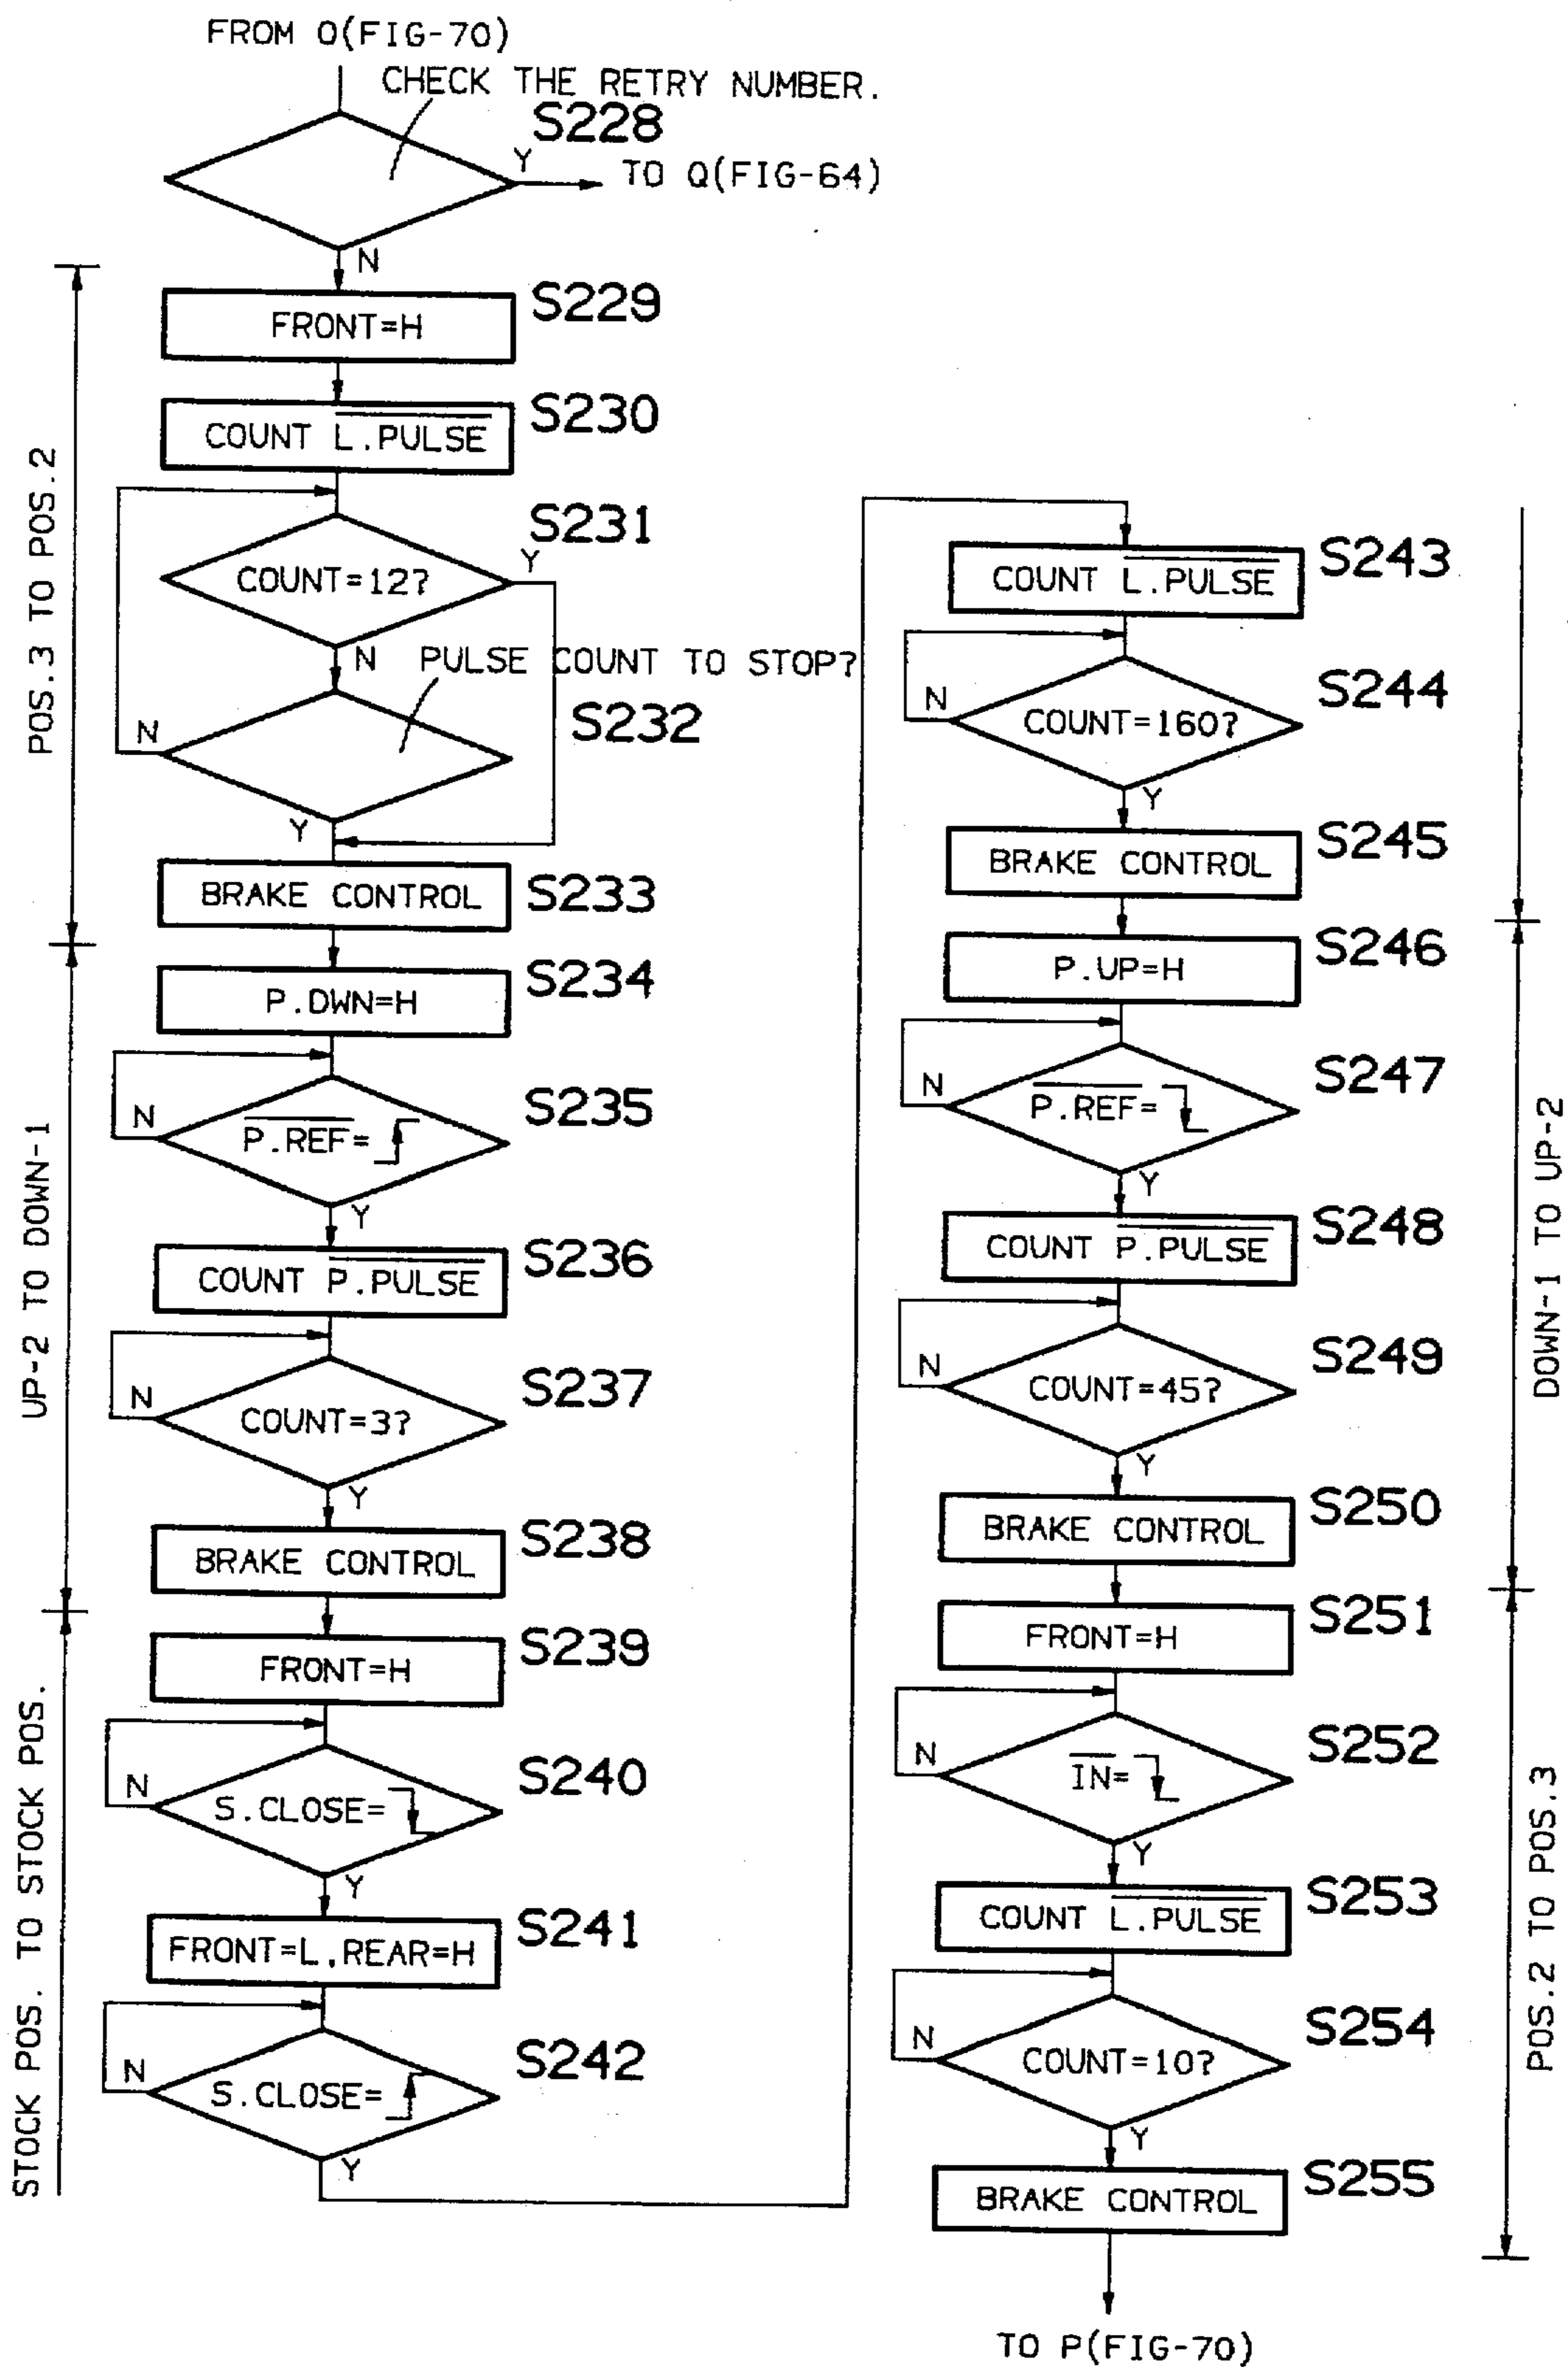 FROM O(FIG-70)
CHECK THE RETRY NUMBER.
S228
Y
TO Q(FIG-64)
N
POS.3 TO POS.2
FRONT=H
S229
COUNT L.PULSE
S230
S231
COUNT=12?
Y
N
PULSE COUNT TO STOP?
S232
N
Y
BRAKE CONTROL
S233
UP-2 TO DOWN-1
P.DWN=H
S234
P.REF=
S235
N
Y
COUNT P.PULSE
S236
COUNT=3?
S237
N
Y
BRAKE CONTROL
S238
STOCK POS. TO STOCK POS.
FRONT=H
S239
S.CLOSE=
S240
N
Y
FRONT=L,REAR=H
S241
S.CLOSE=
S242
N
Y
COUNT L.PULSE
S243
COUNT=160?
S244
N
Y
BRAKE CONTROL
S245
DOWN-1 TO UP-2
P.UP=H
S246
P.REF=
S247
N
Y
COUNT P.PULSE
S248
COUNT=45?
S249
N
Y
BRAKE CONTROL
S250
POS.2 TO POS.3
FRONT=H
S251
IN=
S252
N
Y
COUNT L.PULSE
S253
COUNT=10?
S254
N
Y
BRAKE CONTROL
S255
TO P(FIG-70)